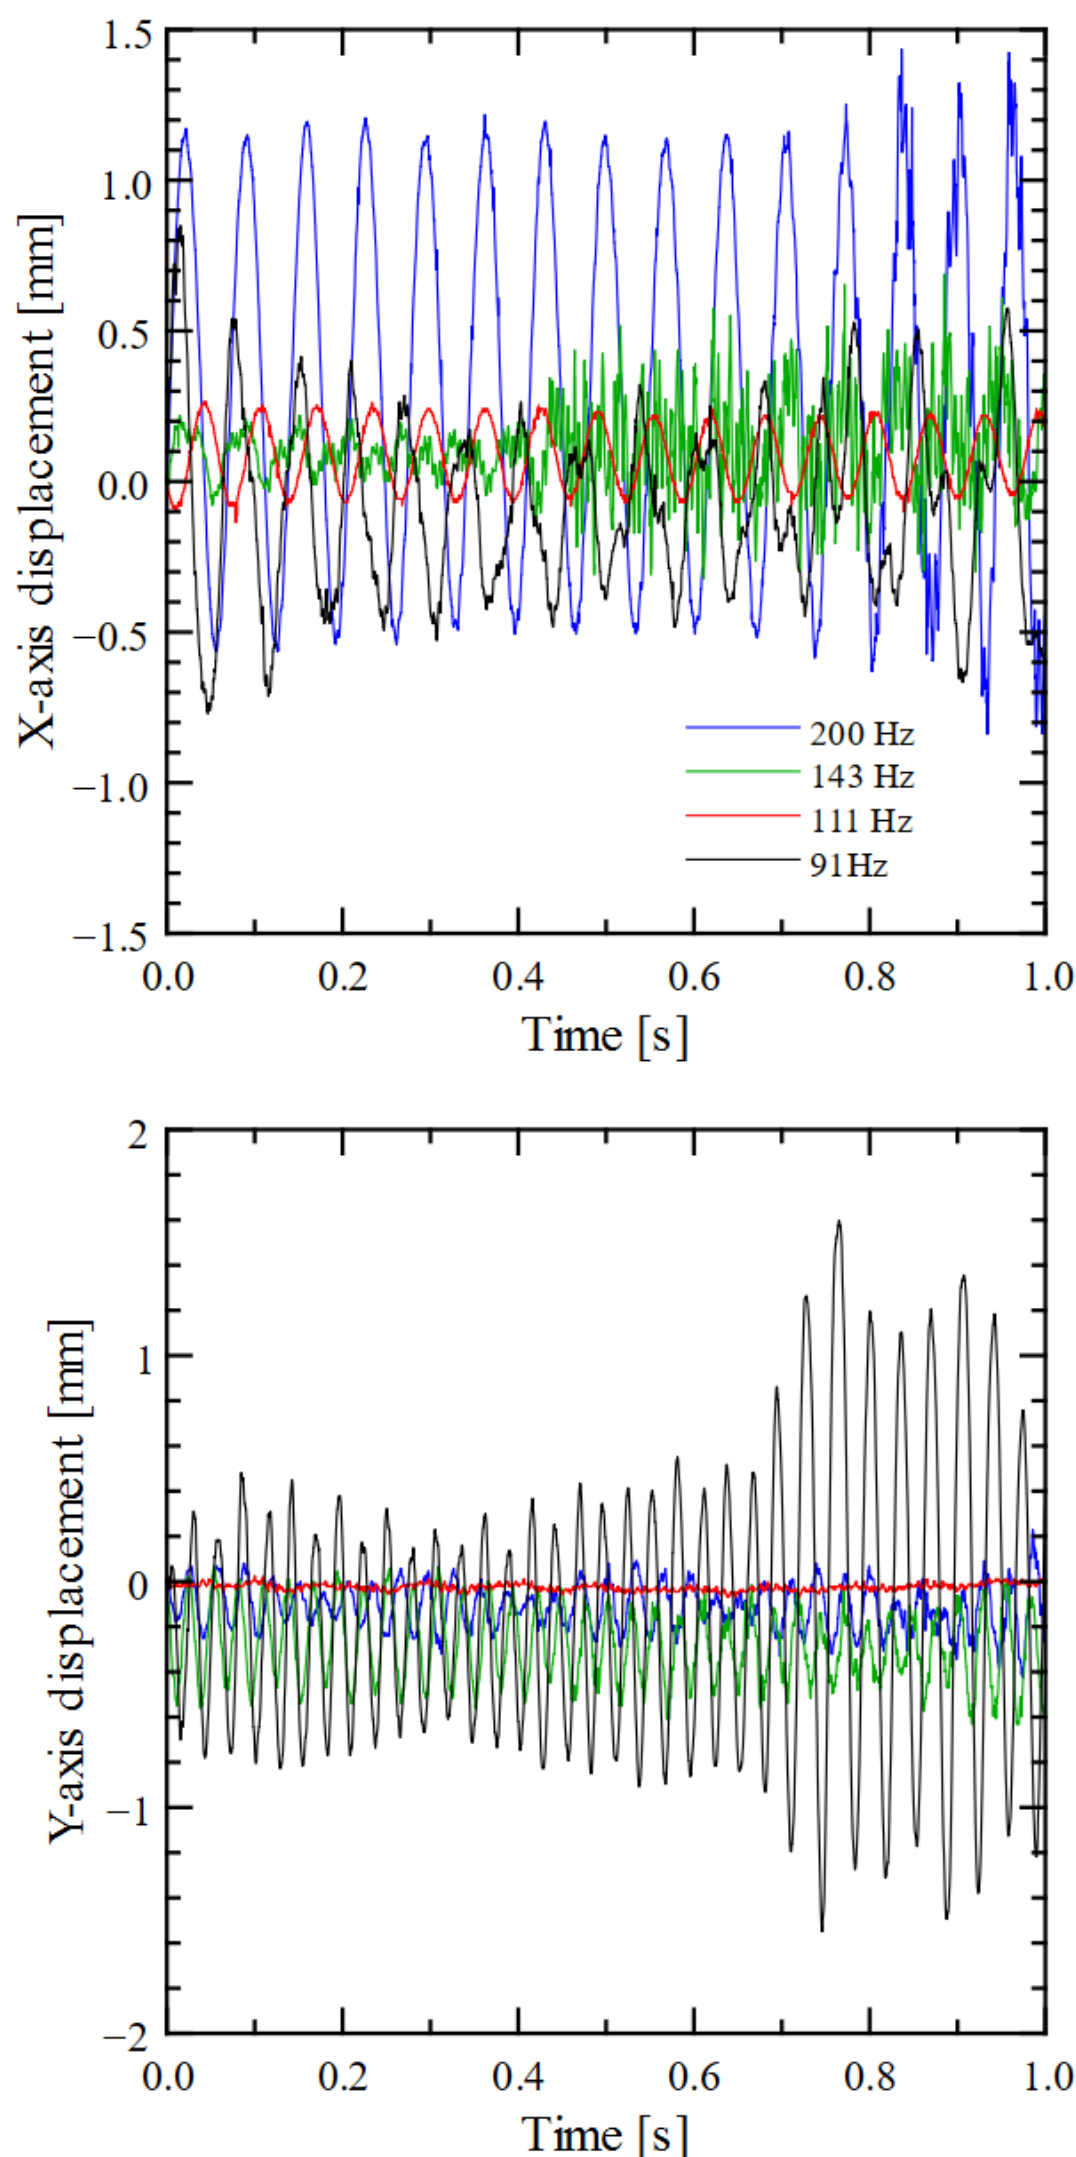 X-axis displacement [mm]
1.5
1.0
0.5
0.0
−0.5
−1.0
−1.5
200 Hz
143 Hz
111 Hz
91Hz
0.0 0.2 0.4 0.6 0.8 1.0
Time [s]
Y-axis displacement [mm]
2
1
0
−1
−2
0.0 0.2 0.4 0.6 0.8 1.0
Time [s]